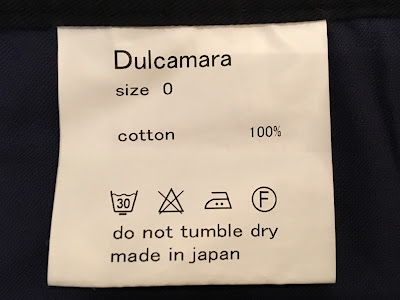 Dulcamara
size 0
cotton 100%
30 F
do not tumble dry
made in japan